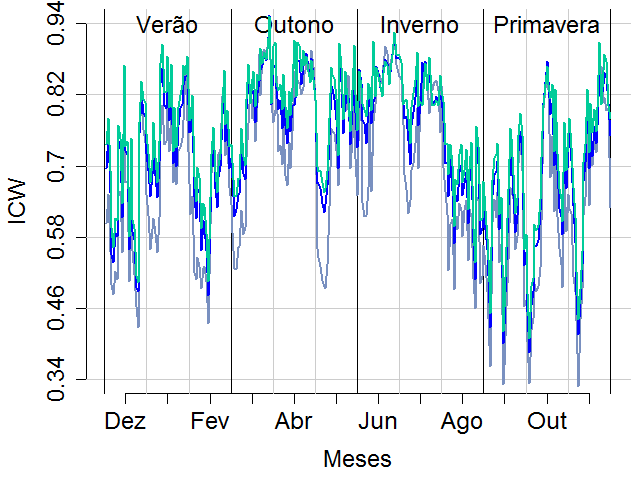 Verão Outono Inverno Primavera
0.94
0.82
0.7
0.58
0.46
0.34
ICW
Dez Fev Abr Jun Ago Out
Meses